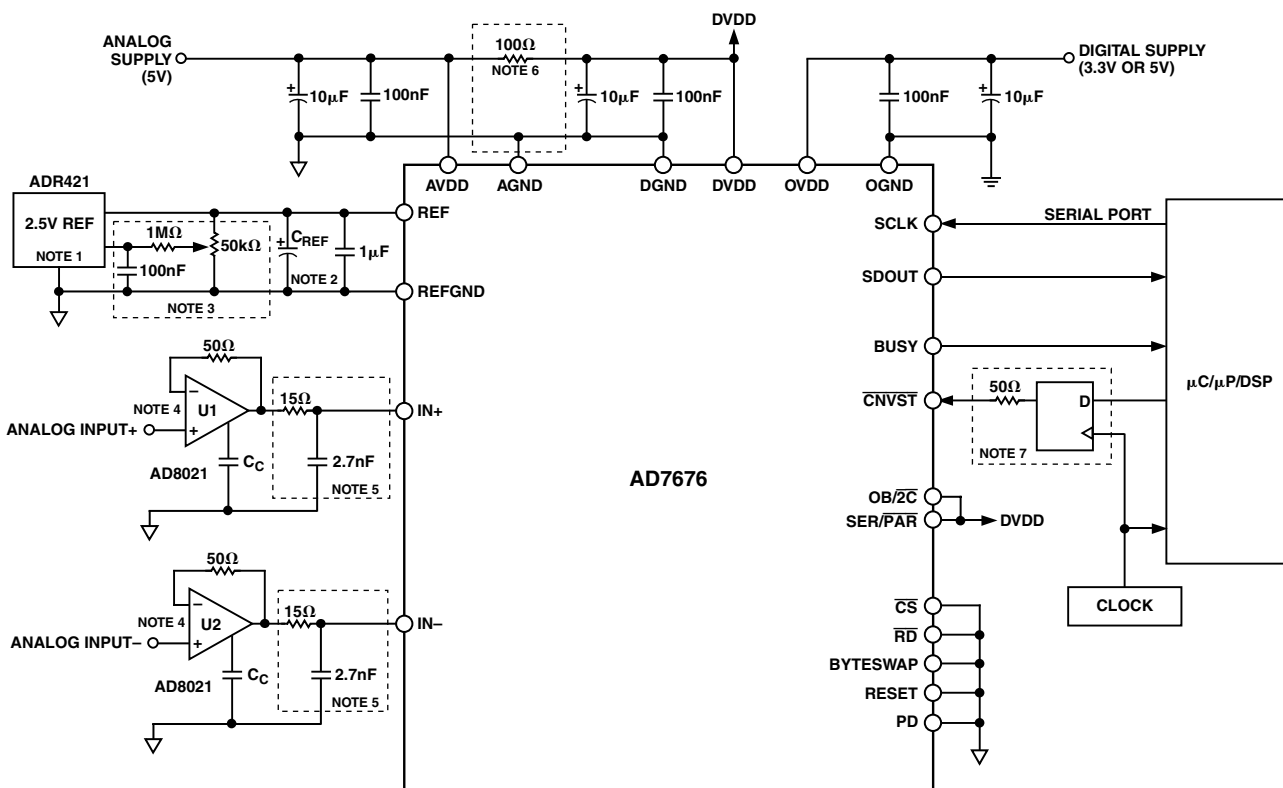 ANALOG
SUPPLY
(5V)
100Ω
NOTE 6
DVDD
DIGITAL SUPPLY
(3.3V OR 5V)
+
10μF
100nF
+
10μF
100nF
100nF
+
10μF
AVDD
AGND
DGND
DVDD
OVDD
OGND
ADR421
2.5V REF
NOTE 1
1MΩ
50kΩ
100nF
NOTE 3
+
CREF
NOTE 2
1μF
REF
REFGND
SCLK
SERIAL PORT
SDOUT
BUSY
CNVST
50Ω
D
NOTE 7
μC/μP/DSP
50Ω
–
NOTE 4
U1
ANALOG INPUT+
+
15Ω
IN+
AD8021
CC
2.7nF
NOTE 5
AD7676
OB/2C
SER/PAR
DVDD
50Ω
–
NOTE 4
U2
ANALOG INPUT–
+
15Ω
IN–
AD8021
CC
2.7nF
NOTE 5
CLOCK
CS
RD
BYTESWAP
RESET
PD